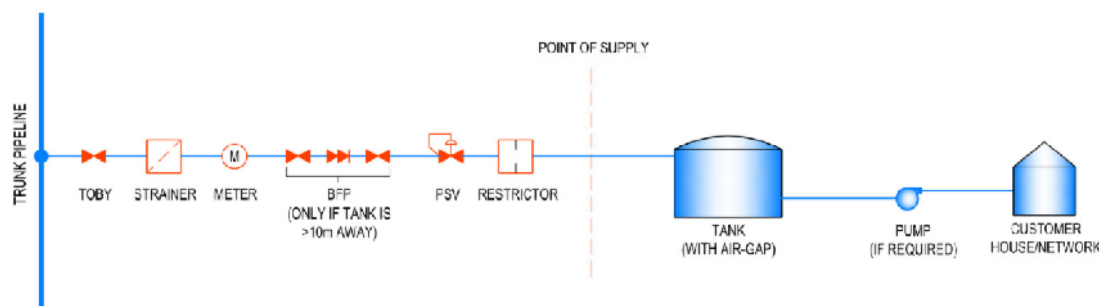 POINT OF SUPPLY
TRUNK PIPELINE
M
TOBY
STRAINER
METER
BFP
(ONLY IF TANK IS
>10m AWAY)
PSV
RESTRICTOR
TANK
(WITH AIR-GAP)
PUMP
(IF REQUIRED)
CUSTOMER
HOUSE/NETWORK